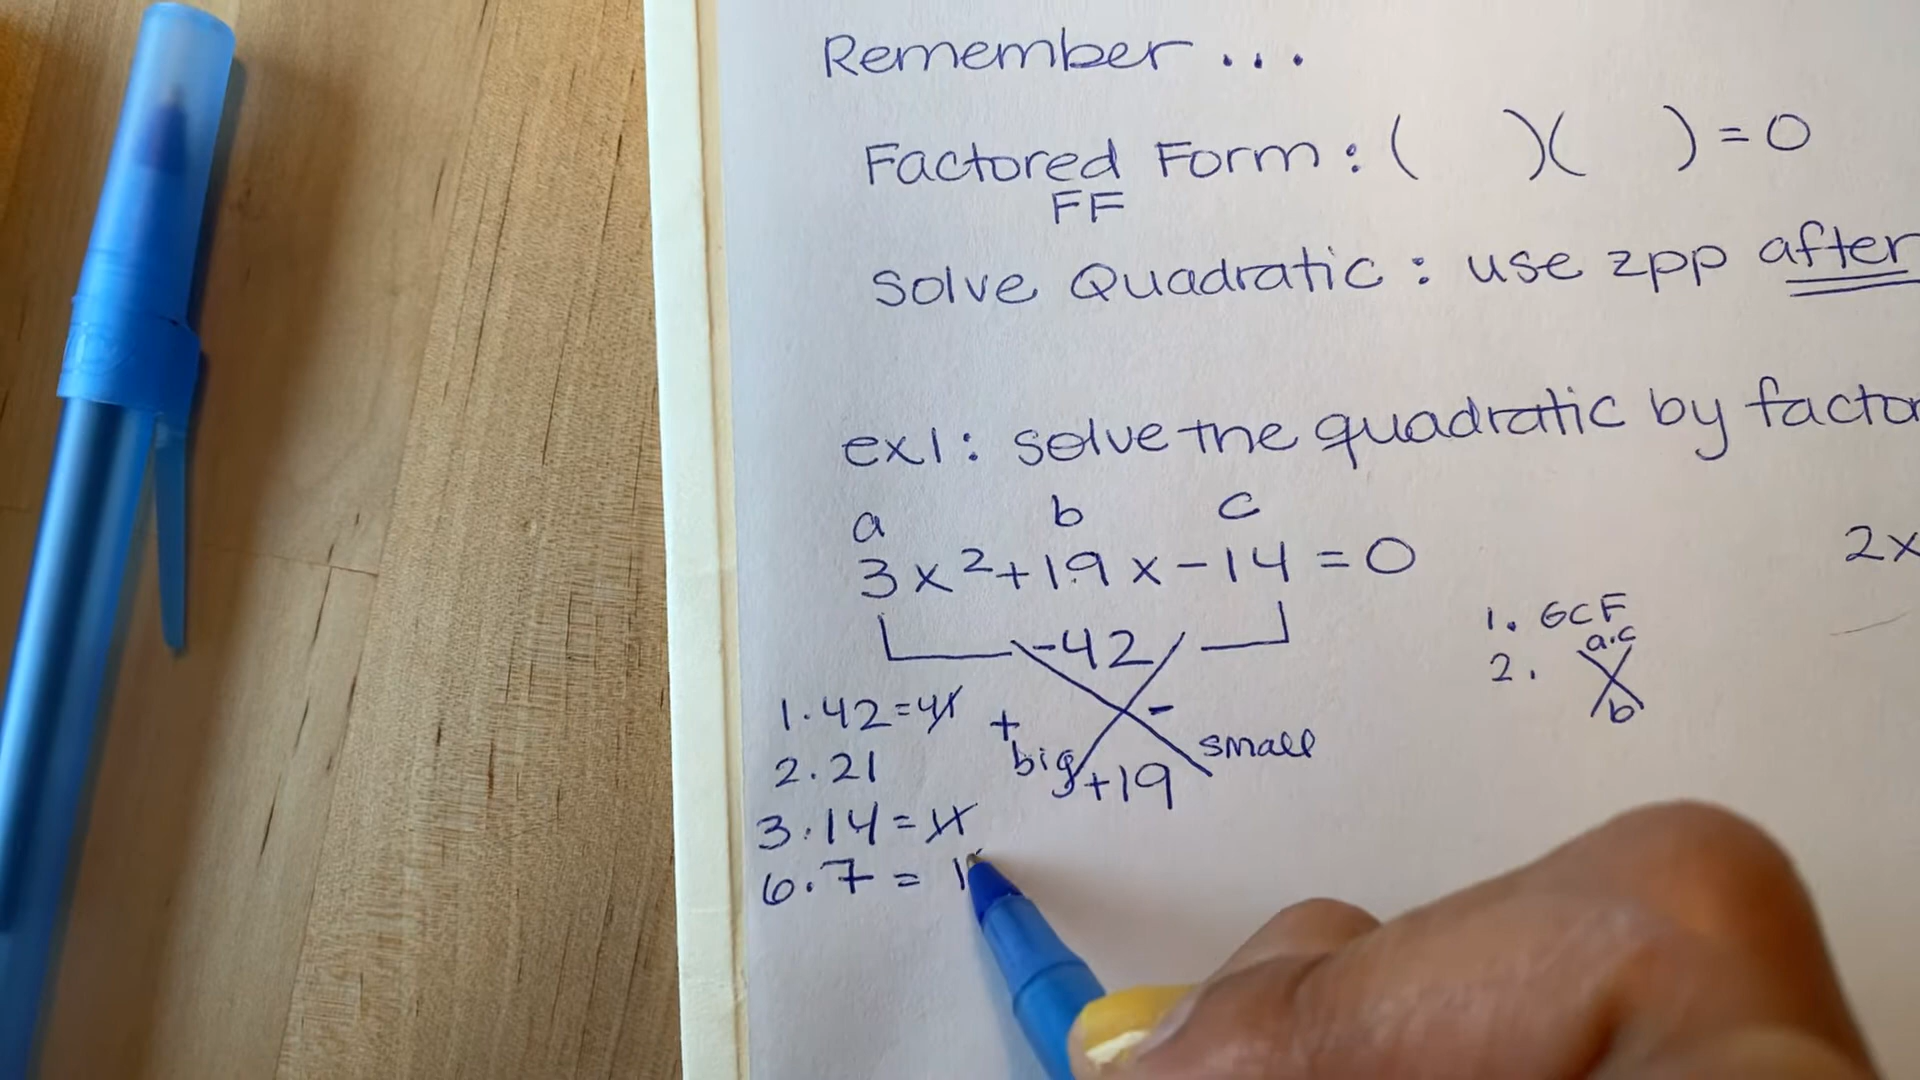 Remember ...
Factored Form : ( )( ) = 0
FF
Solve Quadratic : use zpp after
ex1: solve the quadratic by factor
a b c
3x²+19x-14=0
2x
-42
1. GCF
2. a.c
b
1.42=41
+ -
big small
2.21
+19
3.14=11
6.7=1